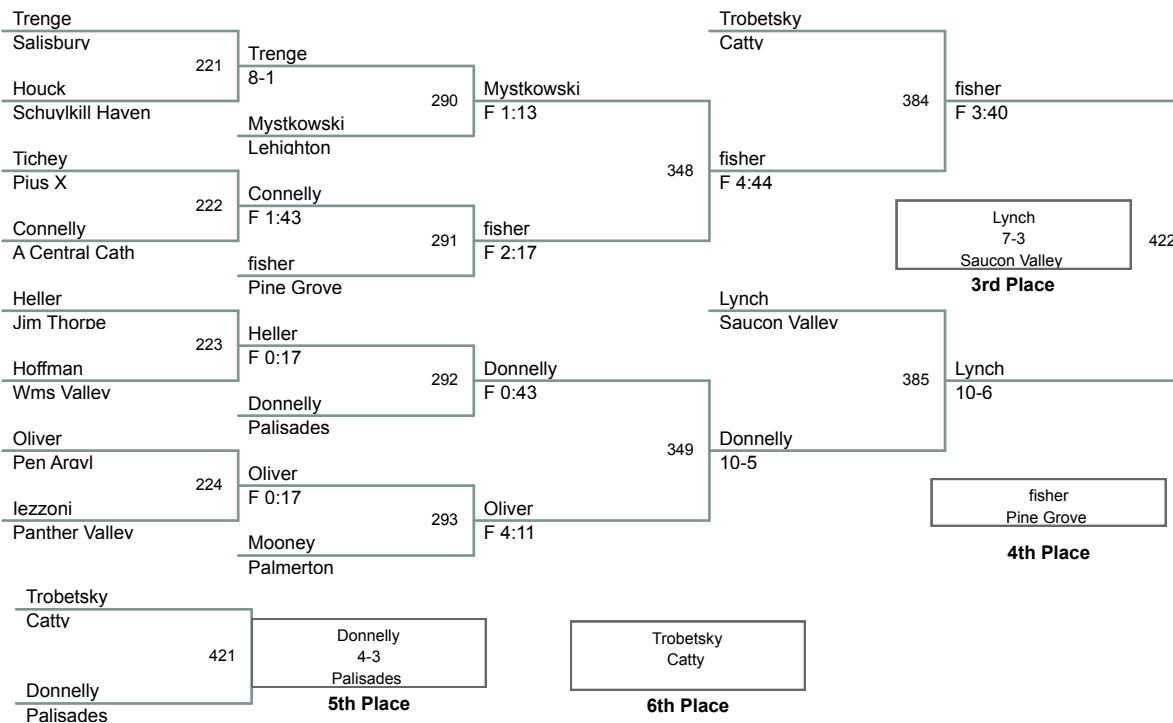 Trenge
Salisbury
221
Houck
Schuylkill Haven
Trenge
8-1
290
Mystkowski
Lehighton
Mystkowski
F 1:13
Tichey
Pius X
222
Connelly
A Central Cath
Connelly
F 1:43
291
fisher
Pine Grove
fisher
F 2:17
348
fisher
F 4:44
Trobetsky
Catty
384
fisher
F 3:40
Lynch
7-3
Saucon Valley
3rd Place
422
Heller
Jim Thorpe
223
Hoffman
Wms Valley
Heller
F 0:17
292
Donnelly
Palisades
Donnelly
F 0:43
Oliver
Pen Argyl
224
Iezzoni
Panther Valley
Oliver
F 0:17
293
Mooney
Palmerton
Oliver
F 4:11
349
Donnelly
10-5
Lynch
Saucon Valley
385
Lynch
10-6
fisher
Pine Grove
4th Place
Trobetsky
Catty
421
Donnelly
Palisades
Donnelly
4-3
Palisades
5th Place
Trobetsky
Catty
6th Place